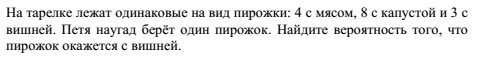 На тарелке лежат одинаковые на вид пирожки: 4 с мясом, 8 с капустой и 3 с
вишней. Петя наугад берёт один пирожок. Найдите вероятность того, что
пирожок окажется с вишней.